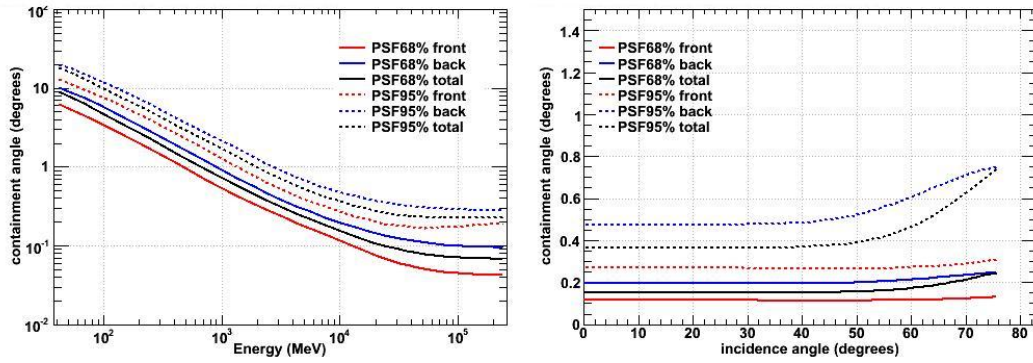 10²
10
1
10⁻¹
10⁻²
containment angle (degrees)
PSF68% front
PSF68% back
PSF68% total
PSF95% front
PSF95% back
PSF95% total
10² 10³ 10⁴ 10⁵
Energy (MeV)
1.4
1.2
1
0.8
0.6
0.4
0.2
0
containment angle (degrees)
PSF68% front
PSF68% back
PSF68% total
PSF95% front
PSF95% back
PSF95% total
0 10 20 30 40 50 60 70 80
incidence angle (degrees)